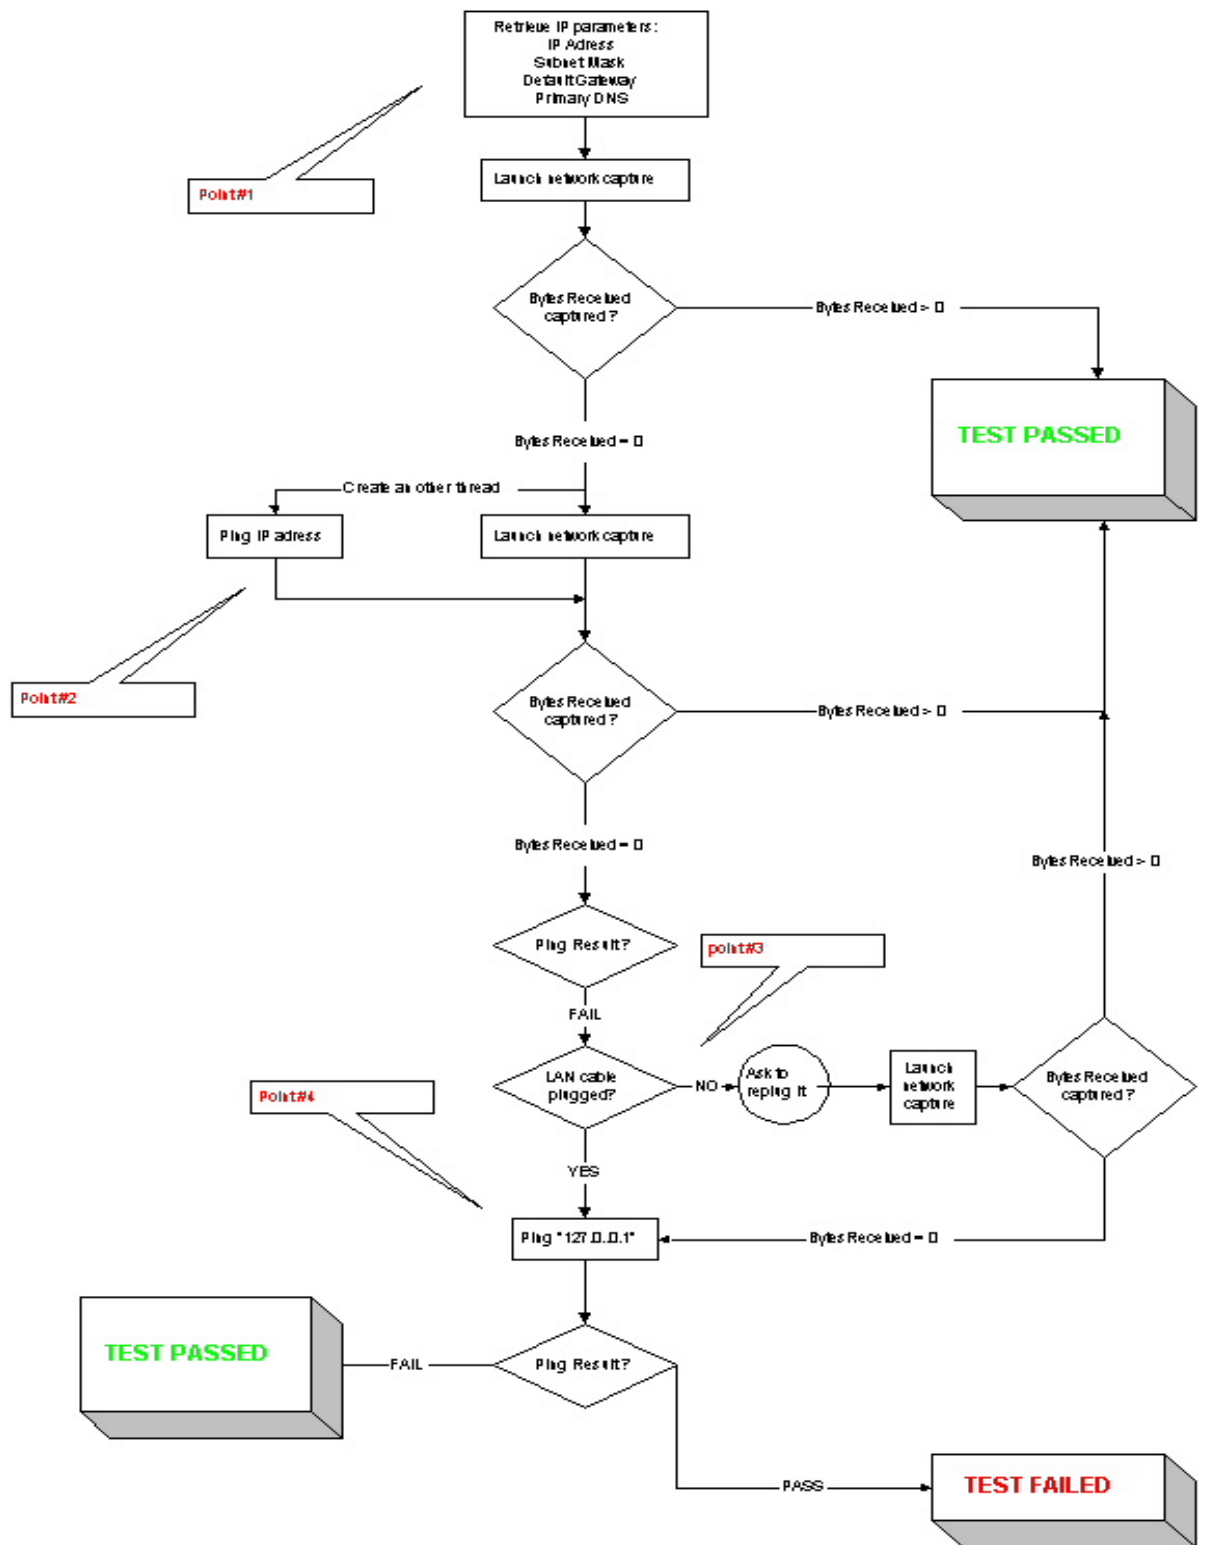 Retrieve IP parameters:
IP Adress
Subnet Mask
Default Gateway
Primary DNS
Point#1
Launch network capture
Bytes Received
captured?
Bytes Received > 0
TEST PASSED
Bytes Received = 0
Create an other thread
Ping IP adress
Launch network capture
Point#2
Bytes Received
captured?
Bytes Received > 0
Bytes Received = 0
Bytes Received > 0
Ping Result?
point#3
FAIL
LAN cable
plugged?
NO
Ask to
replug it
Launch
network
capture
Bytes Received
captured?
Point#4
YES
Ping "127.0.0.1"
Bytes Received = 0
TEST PASSED
FAIL
Ping Result?
PASS
TEST FAILED